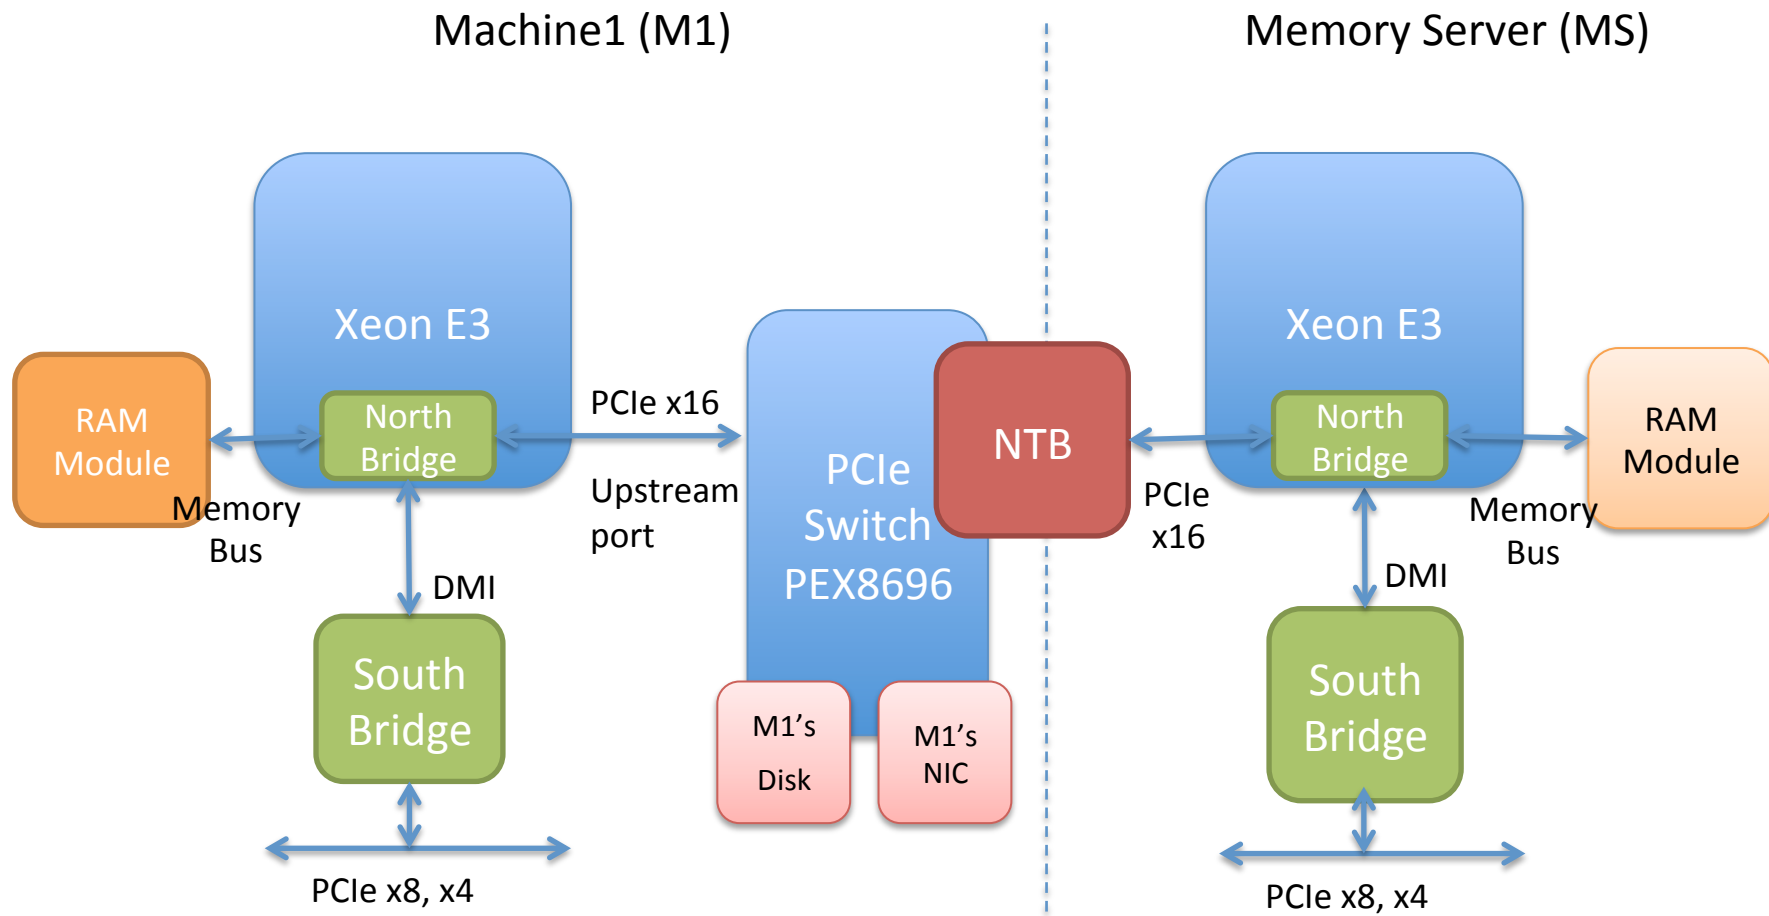 Machine1 (M1)
Memory Server (MS)
Xeon E3
North
Bridge
RAM
Module
Memory
Bus
PCIe x16
Upstream
port
DMI
South
Bridge
PCIe x8, x4
PCIe
Switch
PEX8696
NTB
M1's
Disk
M1's
NIC
PCIe
x16
Xeon E3
North
Bridge
RAM
Module
Memory
Bus
DMI
South
Bridge
PCIe x8, x4